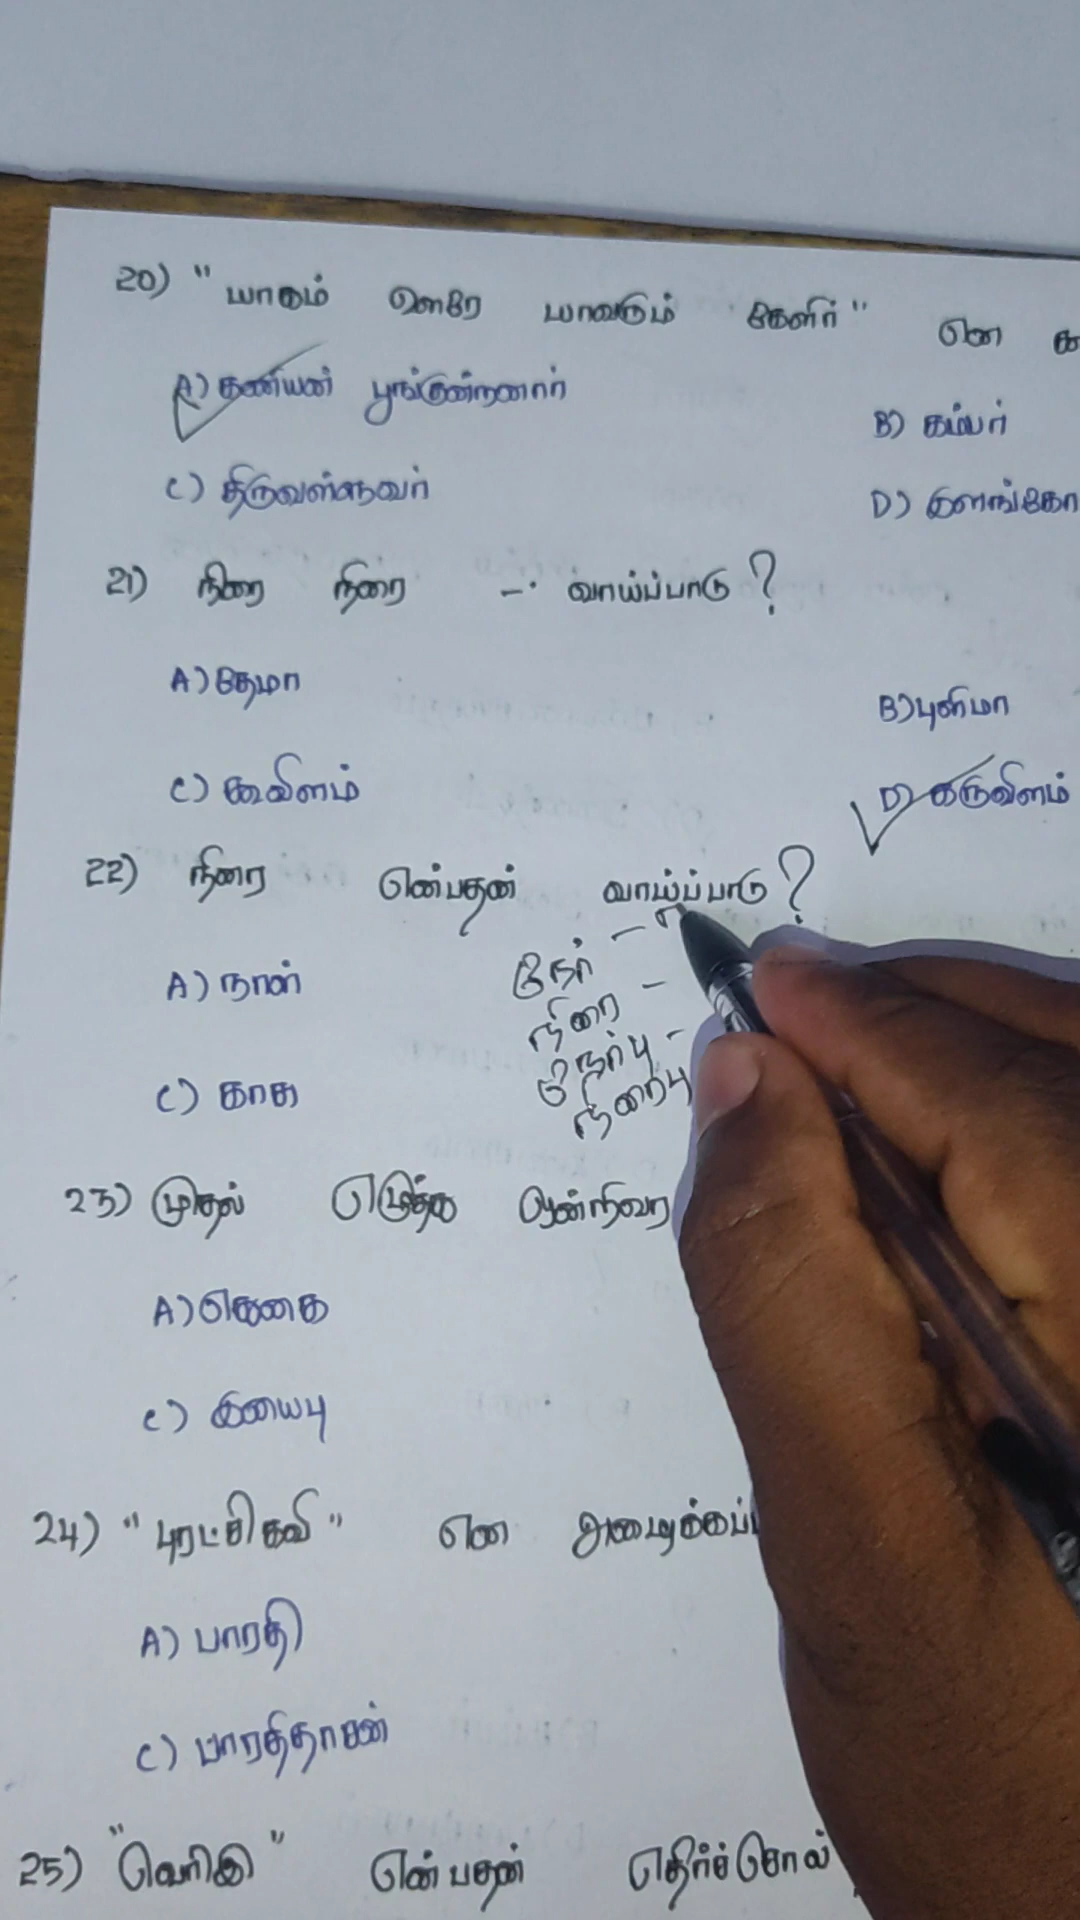 20) "யாதும் ஊரே யாவரும் கேளிர்" என
A) கணியன் பூங்குன்றனார்
B) கம்பர்
C) திருவள்ளுவர்
D) இளங்கோ
21) நிரை நிரை - வாய்ப்பாடு?
A) தேமா
B) புளிமா
C) கூவிளம்
D) கருவிளம்
22) நிரை என்பதன் வாய்ப்பாடு?
நேர் -
A) நாள்
நிரை -
நேர்பு -
நிரைபு
C) காசு
23) முதல் எழுத்து ஒன்றிவர
A) எதுகை
C) இயைபு
24) "புரட்சிகவி" என அழைக்கப்ப
A) பாரதி
C) பாரதிதாசன்
25) என்பதன் எதிர்ச்சொல்